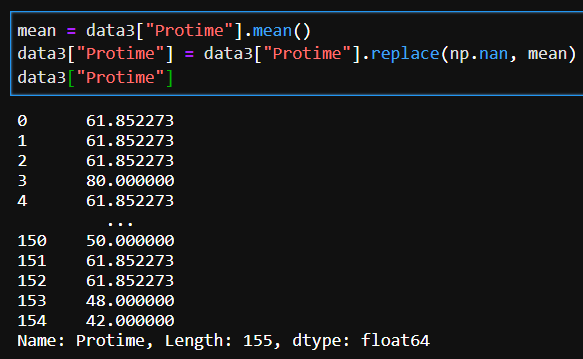 mean = data3["Protime"].mean()
data3["Protime"] = data3["Protime"].replace(np.nan, mean)
data3["Protime"]
0      61.852273
1      61.852273
2      61.852273
3      80.000000
4      61.852273
         ...
150    50.000000
151    61.852273
152    61.852273
153    48.000000
154    42.000000
Name: Protime, Length: 155, dtype: float64